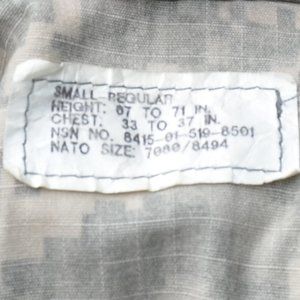 SMALL-REGULAR
HEIGHT: 67 TO 71 IN.
CHEST: 33 TO 37 IN.
NSN NO. 8415-01-519-8501
NATO SIZE: 7080/8494